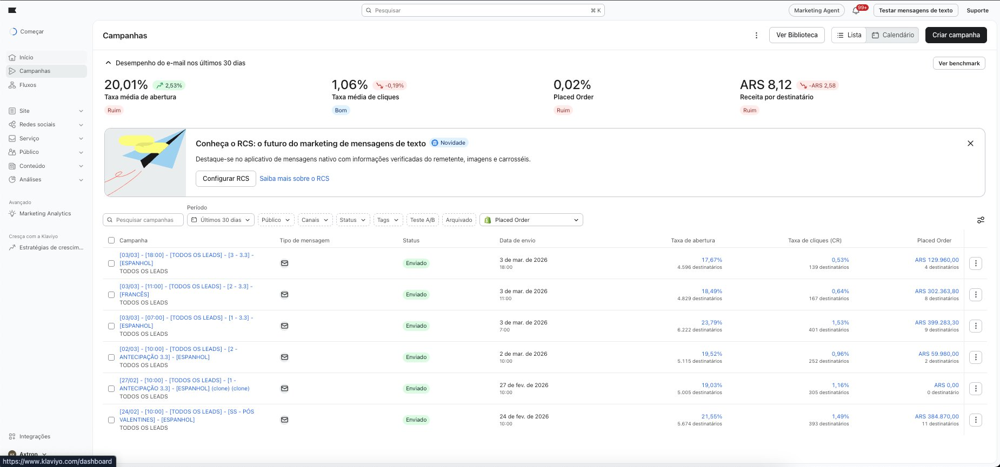 Pesquisar
⌘ K
Marketing Agent
99+
Testar mensagens de texto
Suporte
Começar
Início
Campanhas
Fluxos
Site
Redes sociais
Serviço
Público
Conteúdo
Análises
Avançado
Marketing Analytics
Cresça com a Klaviyo
Estratégias de crescim...
Integrações
Axtron
https://www.klaviyo.com/dashboard
Campanhas
Ver Biblioteca
Lista
Calendário
Criar campanha
Desempenho do e-mail nos últimos 30 dias
Ver benchmark
20,01% 2,53%
Taxa média de abertura
Ruim
1,06% -0,19%
Taxa média de cliques
Bom
0,02%
Placed Order
Ruim
ARS 8,12 -ARS 2,58
Receita por destinatário
Ruim
Conheça o RCS: o futuro do marketing de mensagens de texto Novidade
Destaque-se no aplicativo de mensagens nativo com informações verificadas do remetente, imagens e carrosséis.
Configurar RCS Saiba mais sobre o RCS
Período
Pesquisar campanhas Últimos 30 dias Público Canais Status Tags Teste A/B Arquivado Placed Order
Campanha Tipo de mensagem Status Data de envio Taxa de abertura Taxa de cliques (CR) Placed Order
[03/03] - [18:00] - [TODOS OS LEADS] - [3 - 3.3] -
[ESPANHOL]
TODOS OS LEADS
Enviado
3 de mar. de 2026
18:00
17,67%
4.596 destinatários
0,53%
139 destinatários
ARS 129.960,00
4 destinatários
[03/03] - [11:00] - [TODOS OS LEADS] - [2 - 3.3] -
[FRANCÊS]
TODOS OS LEADS
Enviado
3 de mar. de 2026
11:00
18,49%
4.829 destinatários
0,64%
167 destinatários
ARS 302.363,80
8 destinatários
[03/03] - [07:00] - [TODOS OS LEADS] - [1 - 3.3] -
[ESPANHOL]
TODOS OS LEADS
Enviado
3 de mar. de 2026
7:00
23,79%
6.222 destinatários
1,53%
401 destinatários
ARS 399.283,30
9 destinatários
[02/03] - [10:00] - [TODOS OS LEADS] - [2 -
ANTECIPAÇÃO 3.3] - [ESPANHOL]
TODOS OS LEADS
Enviado
2 de mar. de 2026
10:00
19,52%
5.115 destinatários
0,96%
252 destinatários
ARS 59.980,00
2 destinatários
[27/02] - [10:00] - [TODOS OS LEADS] - [1 -
ANTECIPAÇÃO 3.3] - [ESPANHOL] (clone) (clone)
TODOS OS LEADS
Enviado
27 de fev. de 2026
10:00
19,03%
5.005 destinatários
1,16%
305 destinatários
ARS 0,00
0 destinatário
[24/02] - [10:00] - [TODOS OS LEADS] - [SS - PÓS
VALENTINES] - [ESPANHOL]
TODOS OS LEADS
Enviado
24 de fev. de 2026
10:00
21,55%
5.674 destinatários
1,49%
393 destinatários
ARS 384.870,00
11 destinatários